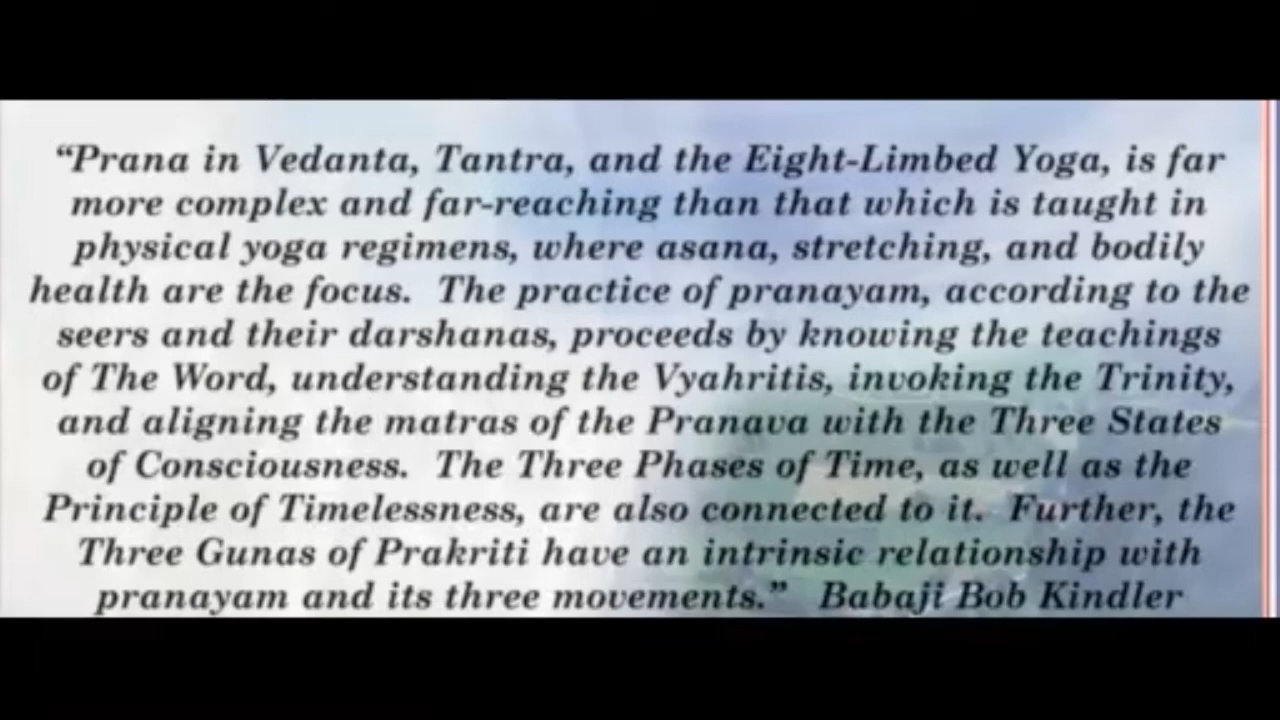 “Prana in Vedanta, Tantra, and the Eight-Limbed Yoga, is far
more complex and far-reaching than that which is taught in
physical yoga regimens, where asana, stretching, and bodily
health are the focus.  The practice of pranayam, according to the
seers and their darshanas, proceeds by knowing the teachings
of The Word, understanding the Vyahritis, invoking the Trinity,
and aligning the matras of the Pranava with the Three States
of Consciousness.  The Three Phases of Time, as well as the
Principle of Timelessness, are also connected to it.  Further, the
Three Gunas of Prakriti have an intrinsic relationship with
pranayam and its three movements.”  Babaji Bob Kindler